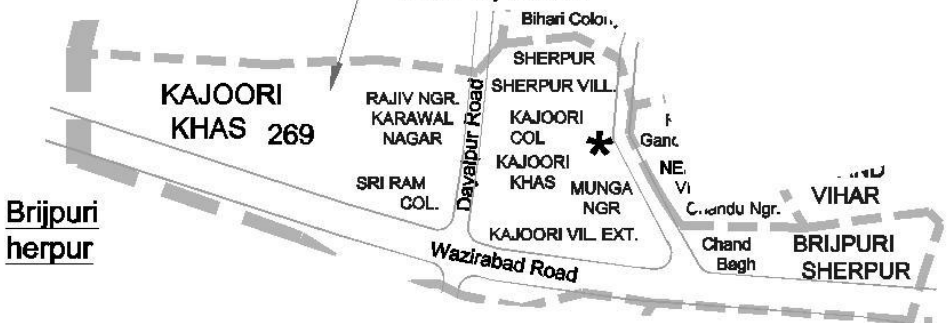 Bihari
SHERPUR
SHERPUR VILL.
KAJOORI
KHAS 269
RAJIV NGR.
KARAWAL
NAGAR
SRI RAM
COL.
Dayalpur Road
KAJOORI
COL
KAJOORI
KHAS
MUNGA
NGR
KAJOORI VIL. EXT.
VIHAR
Chandu Ngr.
Chand
Bagh
BRIJPURI
SHERPUR
Brijpuri
herpur
Wazirabad Road